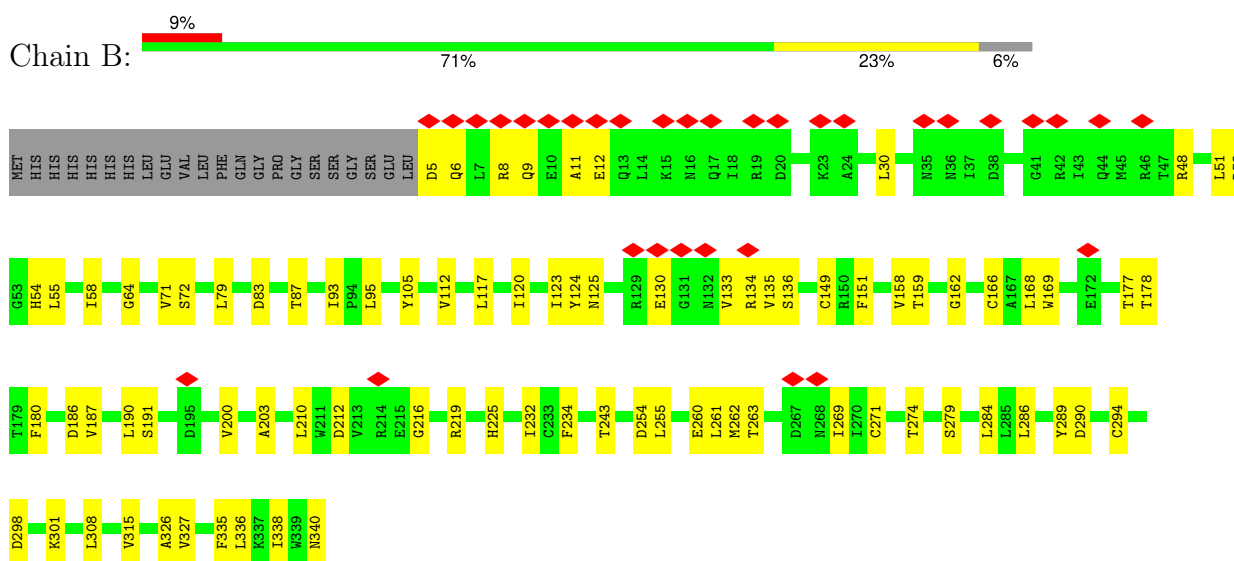 9%
Chain B:
71% 23% 6%
MET HIS HIS HIS HIS HIS HIS LEU GLU VAL LEU PHE GLN GLY PRO GLY SER SER GLY SER GLU LEU D5 Q6 L7 R8 Q9 E10 A11 E12 Q13 L14 K15 N16 Q17 I18 R19 D20 K23 A24 L30 N35 N36 I37 D38 G41 R42 I43 Q44 M45 R46 T47 R48 L51
G53 H54 L55 I58 G64 V71 S72 L79 D83 T87 I93 P94 L95 Y105 V112 L117 I120 I123 Y124 N125 R129 E130 G131 N132 V133 R134 V135 S136 C149 R150 F151 V158 T159 G162 C166 A167 L168 W169 E172 T177 T178
T179 F180 D186 V187 L190 S191 D195 V200 A203 L210 W211 D212 V213 R214 E215 G216 R219 H225 I232 C233 F234 T243 D254 L255 E260 L261 M262 T263 D267 N268 I269 I270 C271 T274 S279 L284 L285 L286 Y289 D290 C294
D298 K301 L308 V315 A326 V327 F335 L336 K337 I338 W339 N340